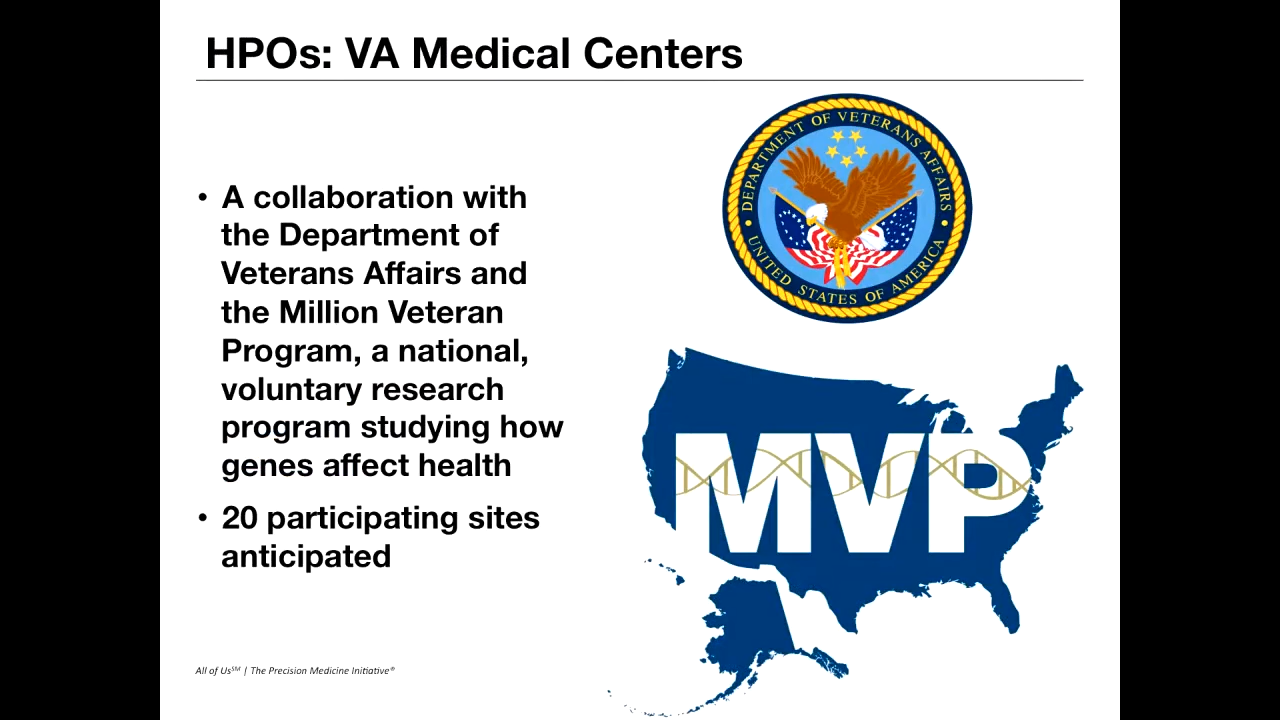 HPOs: VA Medical Centers
• A collaboration with
the Department of
Veterans Affairs and
the Million Veteran
Program, a national,
voluntary research
program studying how
genes affect health
• 20 participating sites
anticipated
DEPARTMENT OF VETERANS AFFAIRS
UNITED STATES OF AMERICA
MVP
All of Us℠ | The Precision Medicine Initiative®